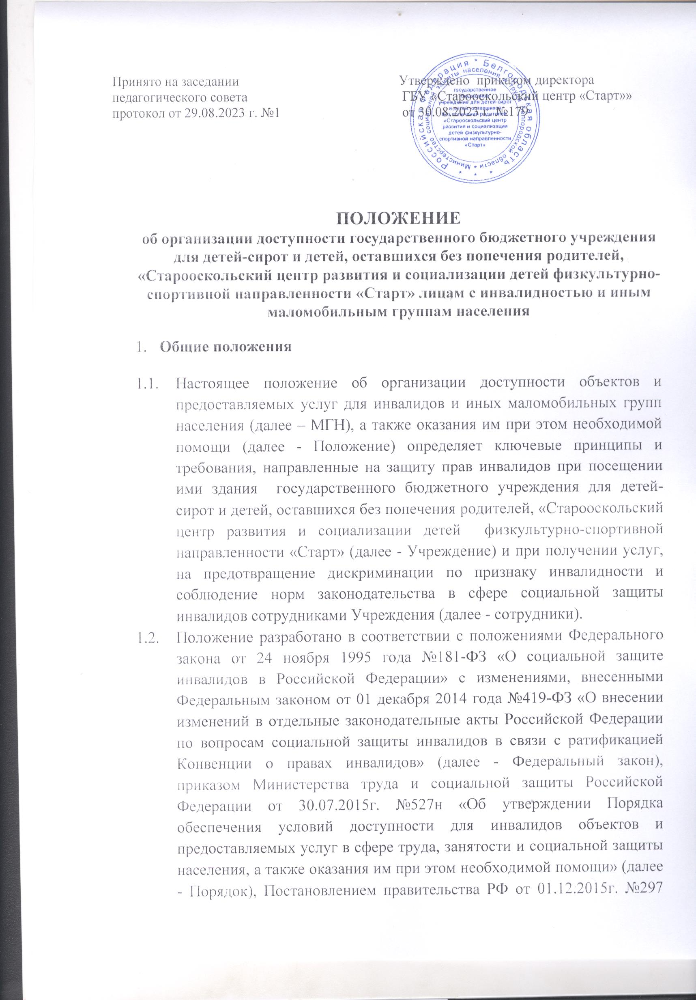 Принято на заседании
педагогического совета
протокол от 29.08.2023 г. №1
Утверждено приказом директора
ГБУ «Старооскольский центр «Старт»»
от 30.08.2023 г. №179
Российская Федерация * Белгородская область
* * *
Министерство социальной защиты населения и труда Белгородской области *
государственное
бюджетное
учреждение для детей-сирот
и детей, оставшихся
без попечения родителей,
«Старооскольский центр
развития и социализации
детей физкультурно-
спортивной направленности
«Старт»
ПОЛОЖЕНИЕ
об организации доступности государственного бюджетного учреждения
для детей-сирот и детей, оставшихся без попечения родителей,
«Старооскольский центр развития и социализации детей физкультурно-
спортивной направленности «Старт» лицам с инвалидностью и иным
маломобильным группам населения
1. Общие положения
1.1. Настоящее положение об организации доступности объектов и
предоставляемых услуг для инвалидов и иных маломобильных групп
населения (далее – МГН), а также оказания им при этом необходимой
помощи (далее - Положение) определяет ключевые принципы и
требования, направленные на защиту прав инвалидов при посещении
ими здания государственного бюджетного учреждения для детей-
сирот и детей, оставшихся без попечения родителей, «Старооскольский
центр развития и социализации детей физкультурно-спортивной
направленности «Старт» (далее - Учреждение) и при получении услуг,
на предотвращение дискриминации по признаку инвалидности и
соблюдение норм законодательства в сфере социальной защиты
инвалидов сотрудниками Учреждения (далее - сотрудники).
1.2. Положение разработано в соответствии с положениями Федерального
закона от 24 ноября 1995 года №181-ФЗ «О социальной защите
инвалидов в Российской Федерации» с изменениями, внесенными
Федеральным законом от 01 декабря 2014 года №419-ФЗ «О внесении
изменений в отдельные законодательные акты Российской Федерации
по вопросам социальной защиты инвалидов в связи с ратификацией
Конвенции о правах инвалидов» (далее - Федеральный закон),
приказом Министерства труда и социальной защиты Российской
Федерации от 30.07.2015г. №527н «Об утверждении Порядка
обеспечения условий доступности для инвалидов объектов и
предоставляемых услуг в сфере труда, занятости и социальной защиты
населения, а также оказания им при этом необходимой помощи» (далее
- Порядок), Постановлением правительства РФ от 01.12.2015г. №297